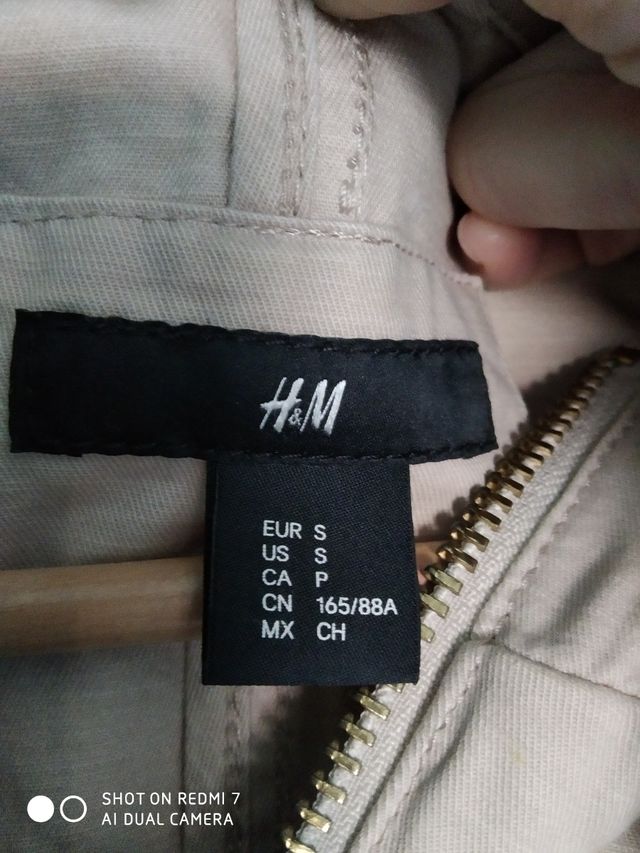 H&M
EUR S
US S
CA P
CN 165/88A
MX CH
SHOT ON REDMI 7
AI DUAL CAMERA